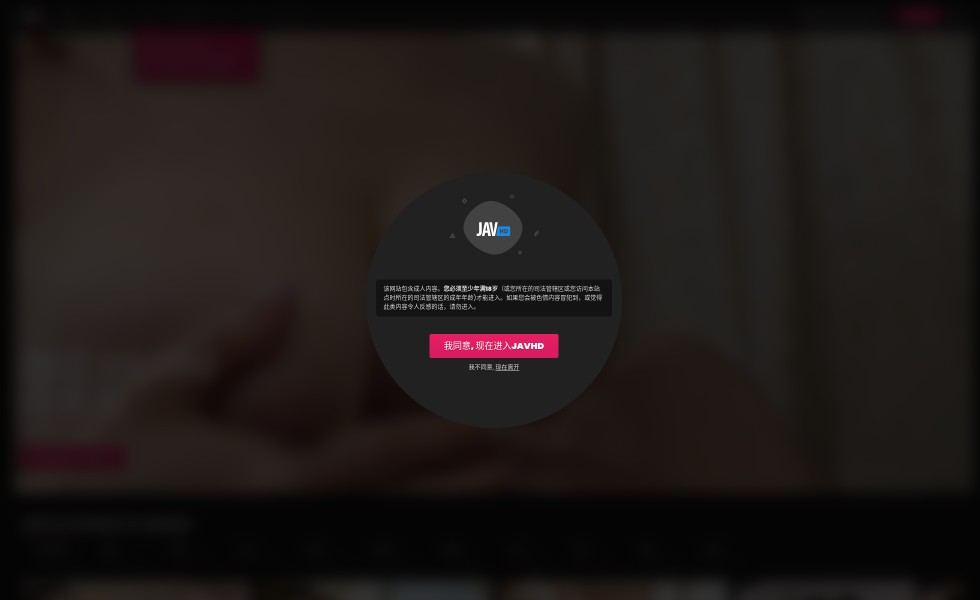 JAV HD
该网站包含成人内容。您必须至少年满18岁（或您所在的司法管辖区或您访问本站
点时所在的司法管辖区的成年年龄)才能进入。如果您会被色情内容冒犯到，或觉得
此类内容令人反感的话，请勿进入。
我同意, 现在进入JAVHD
我不同意, 现在离开